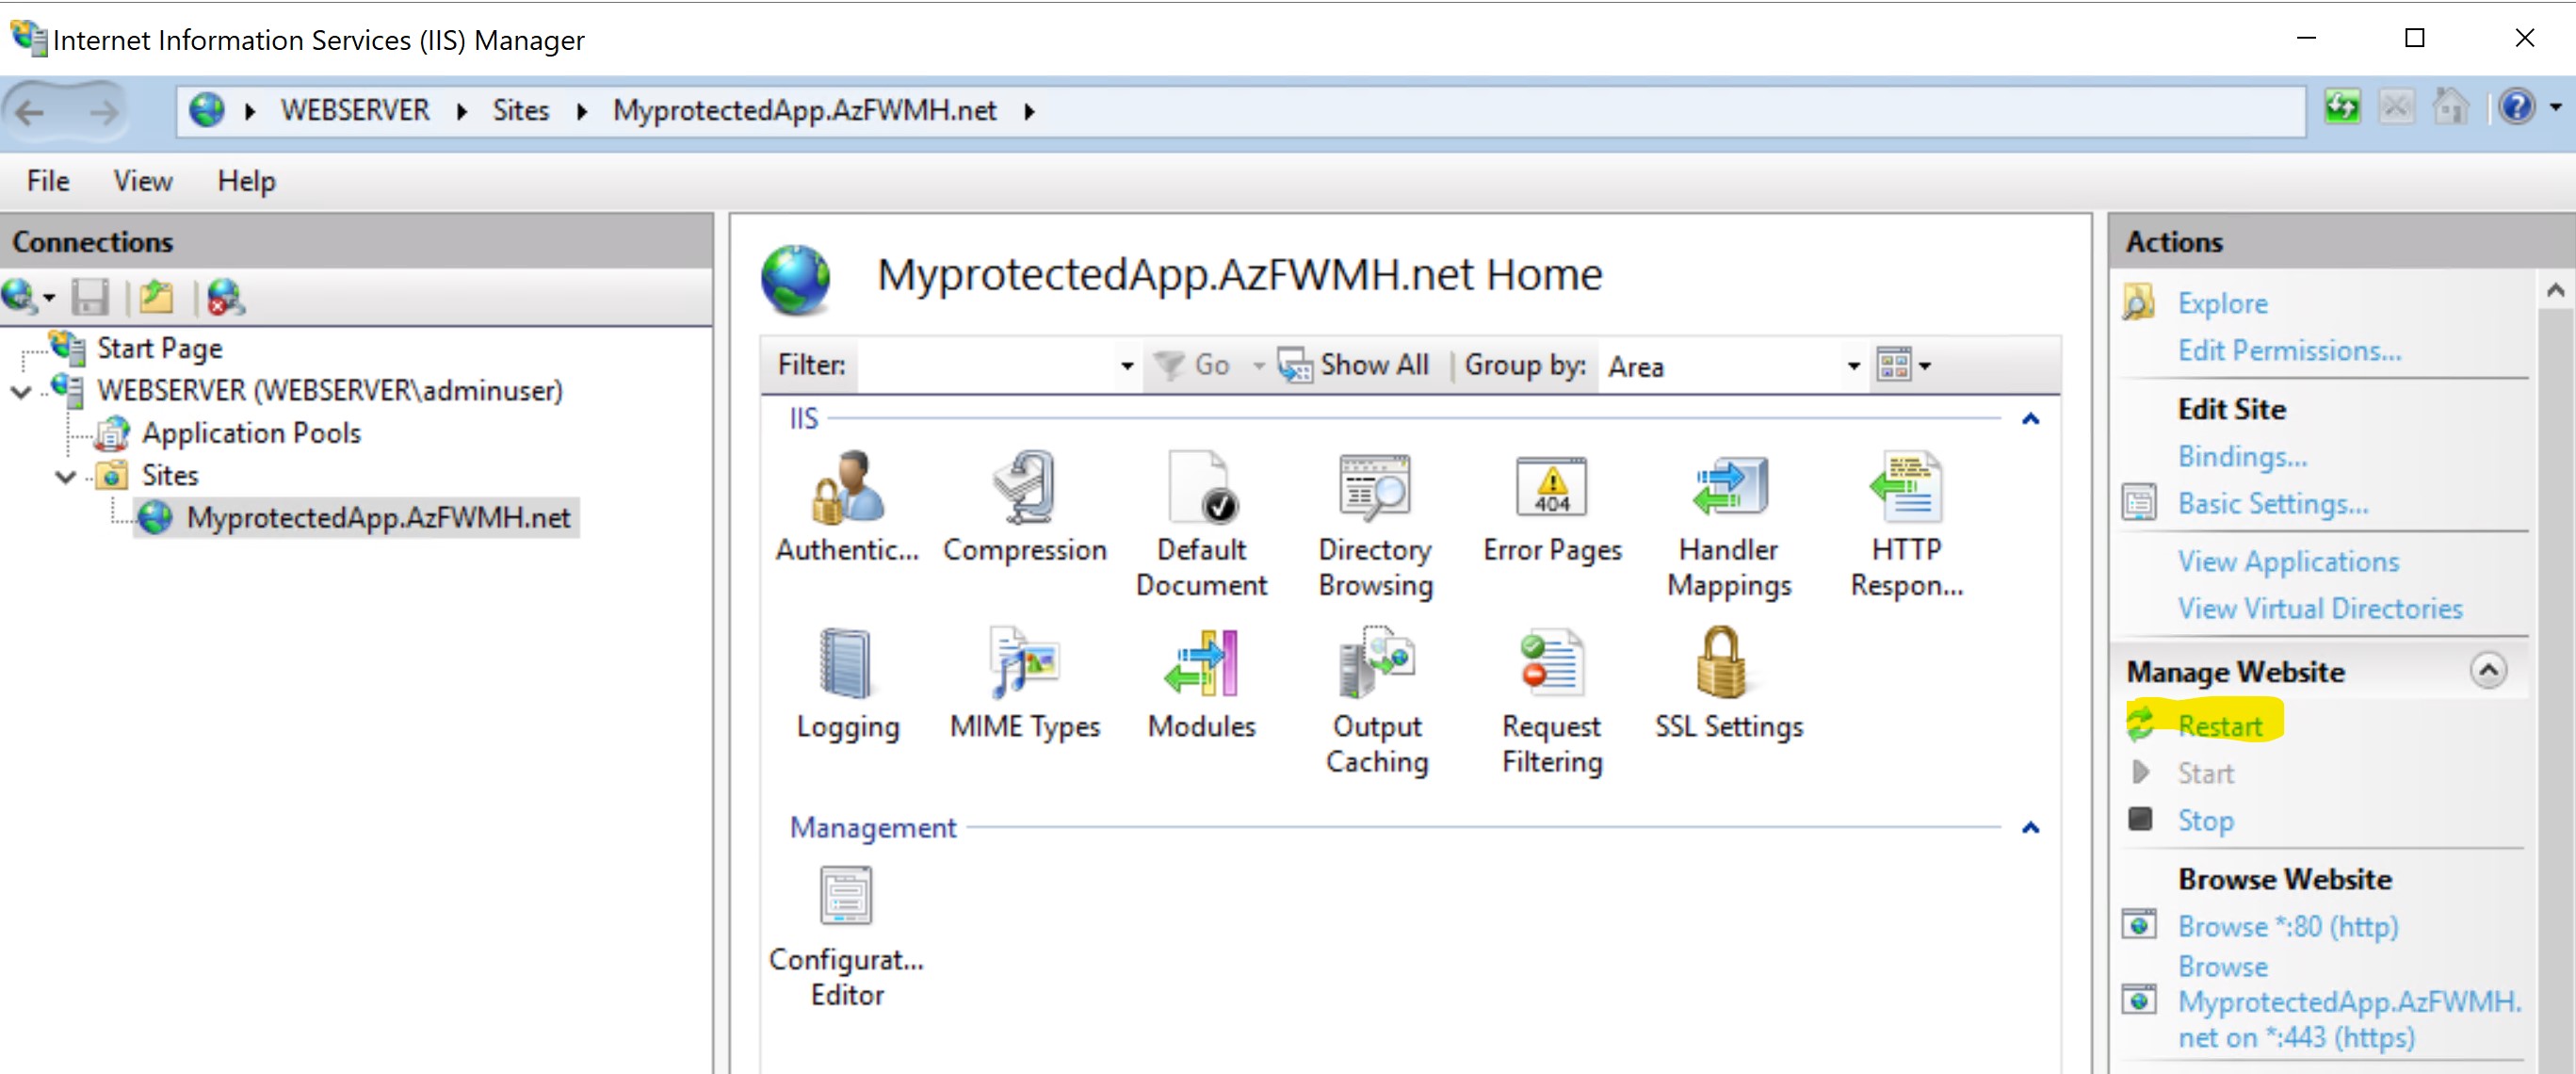 Internet Information Services (IIS) Manager
WEBSERVER Sites MyprotectedApp.AzFWMH.net
File View Help
Connections
Start Page
WEBSERVER (WEBSERVER\adminuser)
Application Pools
Sites
MyprotectedApp.AzFWMH.net
MyprotectedApp.AzFWMH.net Home
Filter: Go Show All Group by: Area
IIS
Authentic... Compression Default Directory Error Pages Handler HTTP
Document Browsing Mappings Respon...
404
Logging MIME Types Modules Output Request SSL Settings
Caching Filtering
Management
Configurat...
Editor
Actions
Explore
Edit Permissions...
Edit Site
Bindings...
Basic Settings...
View Applications
View Virtual Directories
Manage Website
Restart
Start
Stop
Browse Website
Browse *:80 (http)
Browse
MyprotectedApp.AzFWMH.
net on *:443 (https)